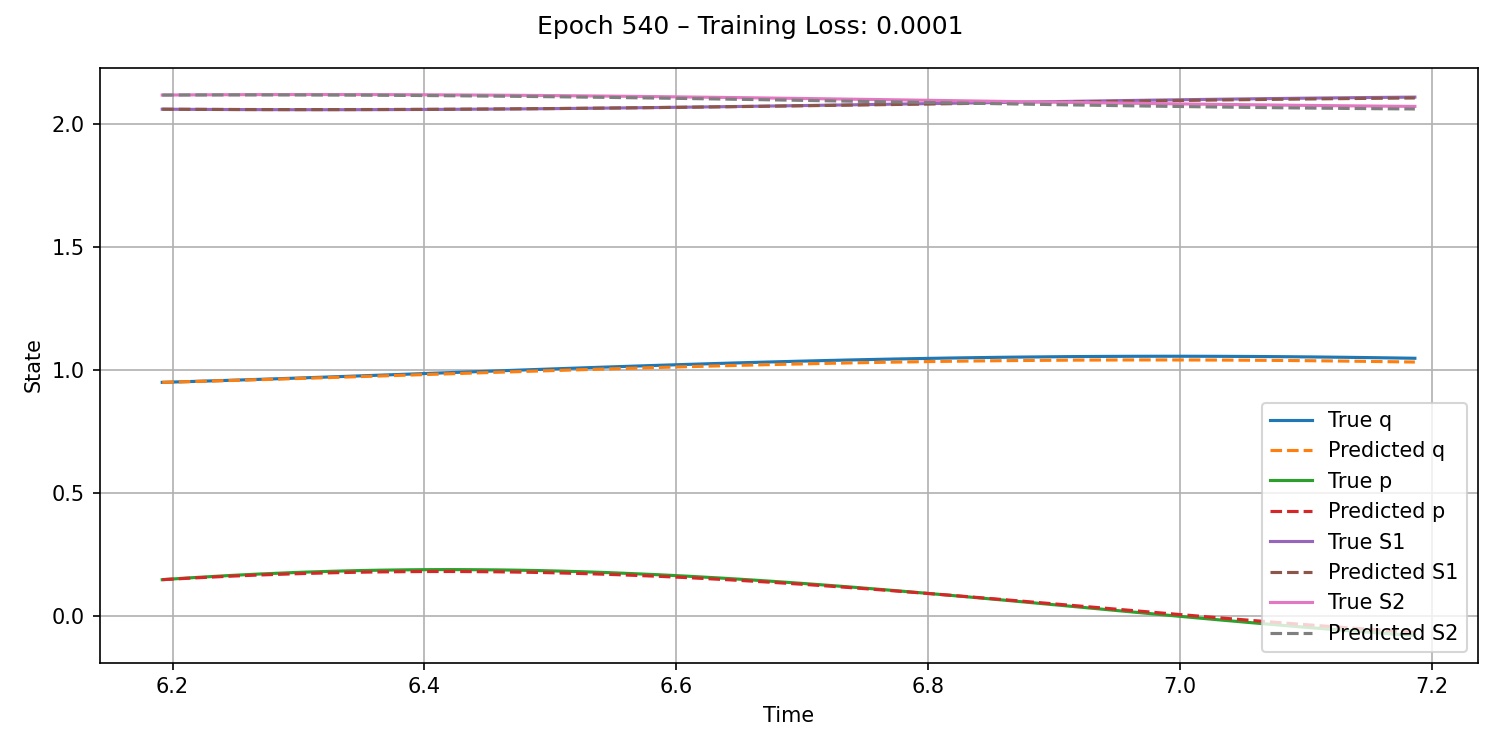 Epoch 540 – Training Loss: 0.0001
State
2.0
1.5
1.0
0.5
0.0
True q
Predicted q
True p
Predicted p
True S1
Predicted S1
True S2
Predicted S2
6.2 6.4 6.6 6.8 7.0 7.2
Time